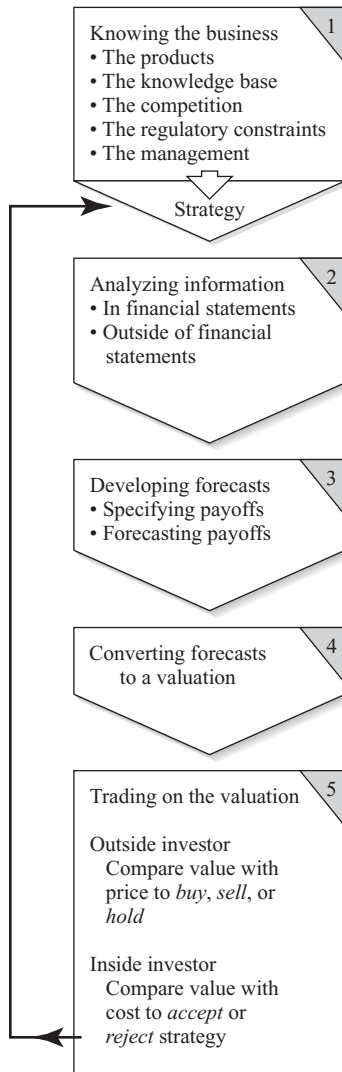 1
Knowing the business
• The products
• The knowledge base
• The competition
• The regulatory constraints
• The management
Strategy
2
Analyzing information
• In financial statements
• Outside of financial
statements
3
Developing forecasts
• Specifying payoffs
• Forecasting payoffs
4
Converting forecasts
to a valuation
5
Trading on the valuation
Outside investor
Compare value with
price to buy, sell, or
hold
Inside investor
Compare value with
cost to accept or
reject strategy